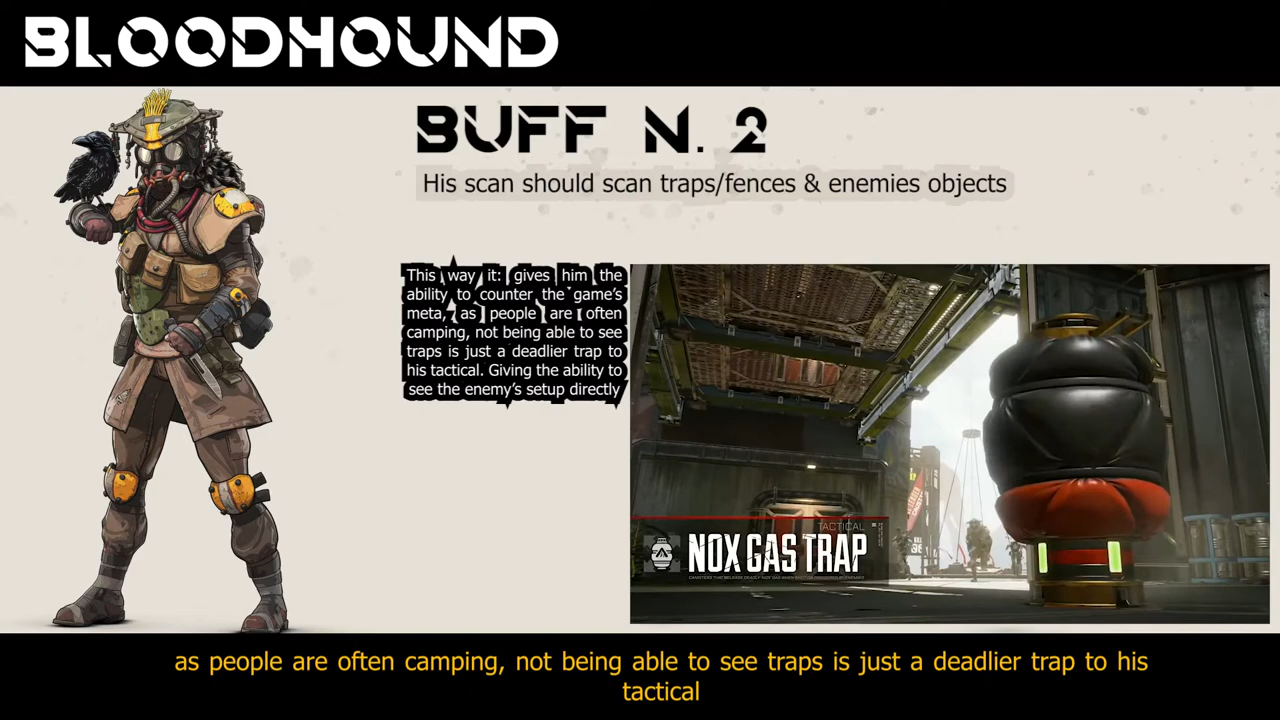 BLOODHOUND
BUFF N. 2
His scan should scan traps/fences & enemies objects
This way it: gives him the
ability to counter the game's
meta, as people are often
camping, not being able to see
traps is just a deadlier trap to
his tactical. Giving the ability to
see the enemy's setup directly
TACTICAL
NOX GAS TRAP
as people are often camping, not being able to see traps is just a deadlier trap to his
tactical